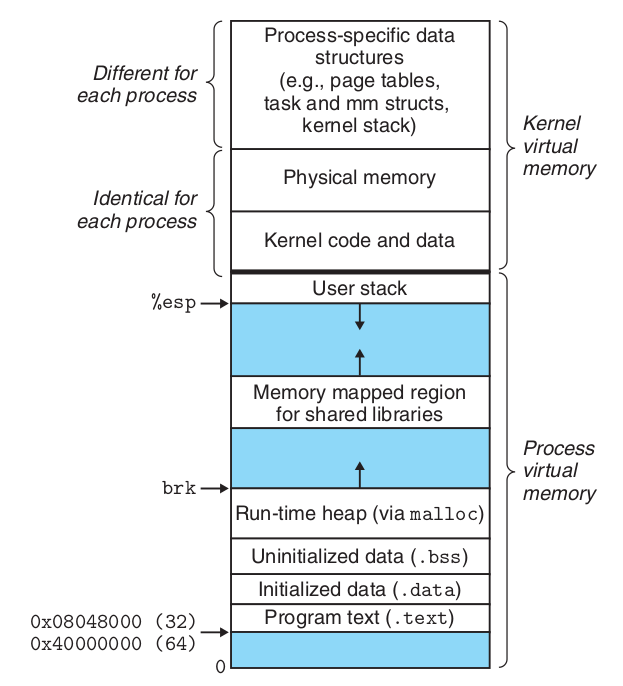 Process-specific data
structures
(e.g., page tables,
task and mm structs,
kernel stack)
Different for
each process
Kernel
virtual
memory
Physical memory
Identical for
each process
Kernel code and data
User stack
%esp
Memory mapped region
for shared libraries
Process
virtual
memory
brk
Run-time heap (via malloc)
Uninitialized data (.bss)
Initialized data (.data)
Program text (.text)
0x08048000 (32)
0x40000000 (64)
0